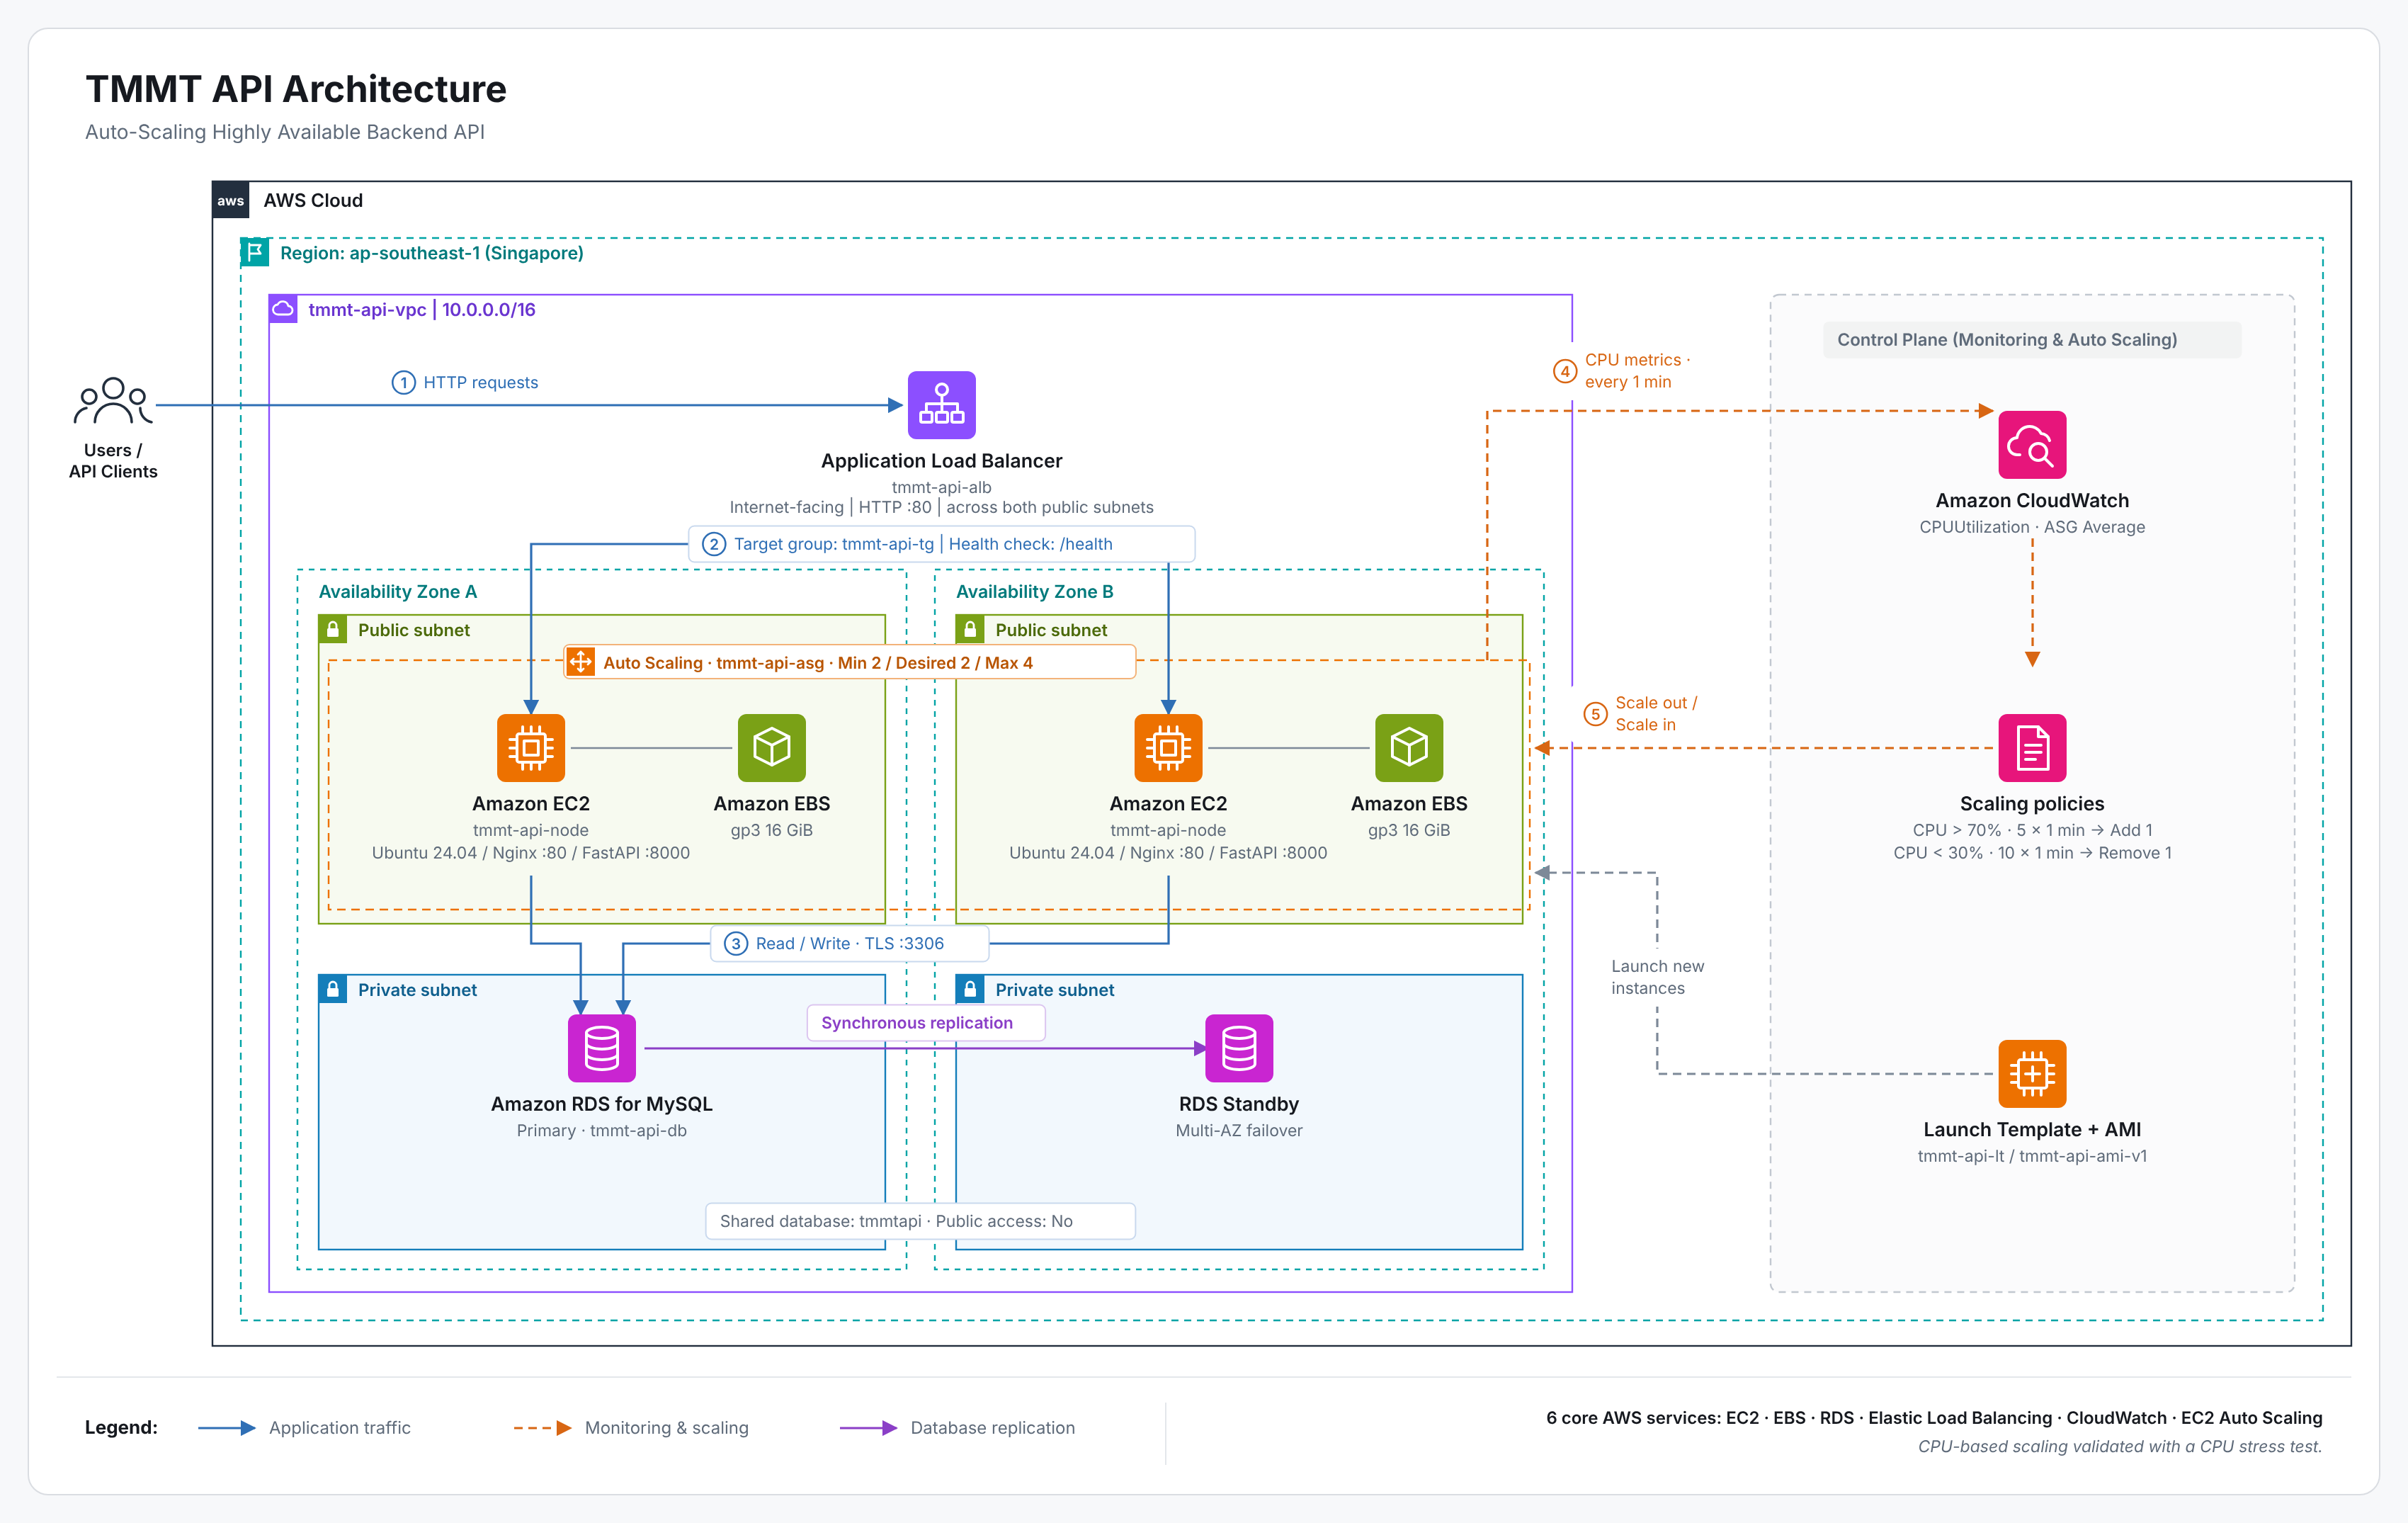 TMMT API Architecture
Auto-Scaling Highly Available Backend API
aws
AWS Cloud
Region: ap-southeast-1 (Singapore)
tmmt-api-vpc | 10.0.0.0/16
Control Plane (Monitoring & Auto Scaling)
Users /
API Clients
1 HTTP requests
Application Load Balancer
tmmt-api-alb
Internet-facing | HTTP :80 | across both public subnets
2 Target group: tmmt-api-tg | Health check: /health
4 CPU metrics ·
every 1 min
Amazon CloudWatch
CPUUtilization · ASG Average
Availability Zone A
Availability Zone B
Public subnet
Public subnet
Auto Scaling · tmmt-api-asg · Min 2 / Desired 2 / Max 4
Amazon EC2
tmmt-api-node
Ubuntu 24.04 / Nginx :80 / FastAPI :8000
Amazon EBS
gp3 16 GiB
Amazon EC2
tmmt-api-node
Ubuntu 24.04 / Nginx :80 / FastAPI :8000
Amazon EBS
gp3 16 GiB
5 Scale out /
Scale in
Scaling policies
CPU > 70% · 5 × 1 min → Add 1
CPU < 30% · 10 × 1 min → Remove 1
3 Read / Write · TLS :3306
Launch new
instances
Private subnet
Private subnet
Synchronous replication
Amazon RDS for MySQL
Primary · tmmt-api-db
RDS Standby
Multi-AZ failover
Launch Template + AMI
tmmt-api-lt / tmmt-api-ami-v1
Shared database: tmmtapi · Public access: No
Legend:
Application traffic
Monitoring & scaling
Database replication
6 core AWS services: EC2 · EBS · RDS · Elastic Load Balancing · CloudWatch · EC2 Auto Scaling
CPU-based scaling validated with a CPU stress test.